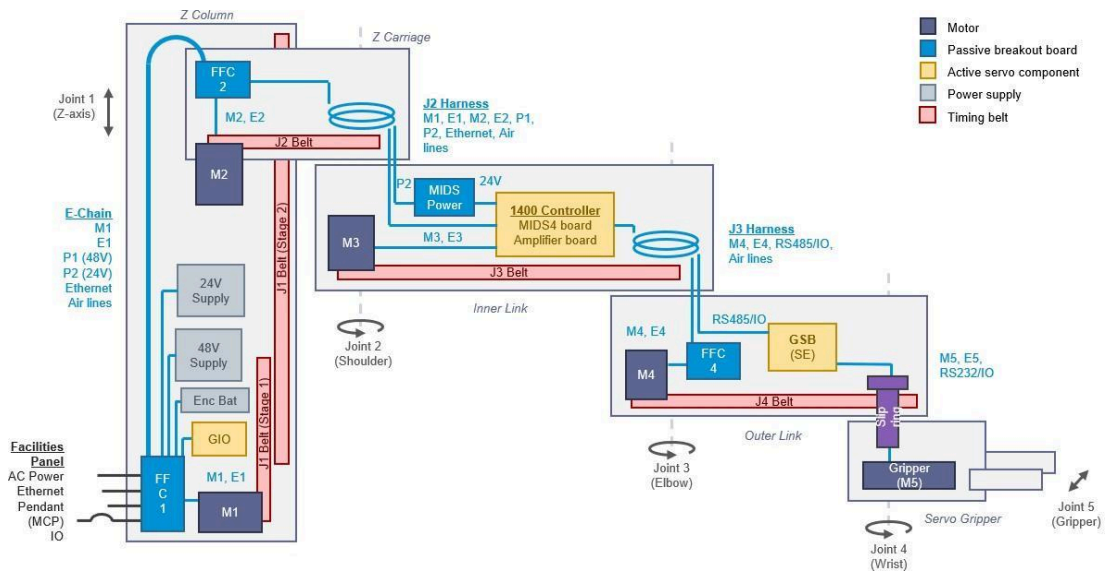 Z Column
Z Carriage
Motor
Passive breakout board
Active servo component
Power supply
Timing belt
Joint 1
(Z-axis)
FFC
2
M2, E2
J2 Belt
M2
J2 Harness
M1, E1, M2, E2, P1,
P2, Ethernet, Air
lines
E-Chain
M1
E1
P1 (48V)
P2 (24V)
Ethernet
Air lines
J1 Belt (Stage 2)
P2
MIDS
Power
24V
1400 Controller
MIDS4 board
Amplifier board
M3
M3, E3
J3 Belt
J3 Harness
M4, E4, RS485/IO,
Air lines
Inner Link
Joint 2
(Shoulder)
24V
Supply
48V
Supply
Enc Bat
GIO
J1 Belt (Stage 1)
M4, E4
RS485/IO
FFC
4
M4
GSB
(SE)
M5, E5,
RS232/IO
J4 Belt
Slip
ring
Outer Link
Joint 3
(Elbow)
Facilities
Panel
AC Power
Ethernet
Pendant
(MCP)
IO
FF
C
1
M1, E1
M1
Gripper
(M5)
Servo Gripper
Joint 4
(Wrist)
Joint 5
(Gripper)